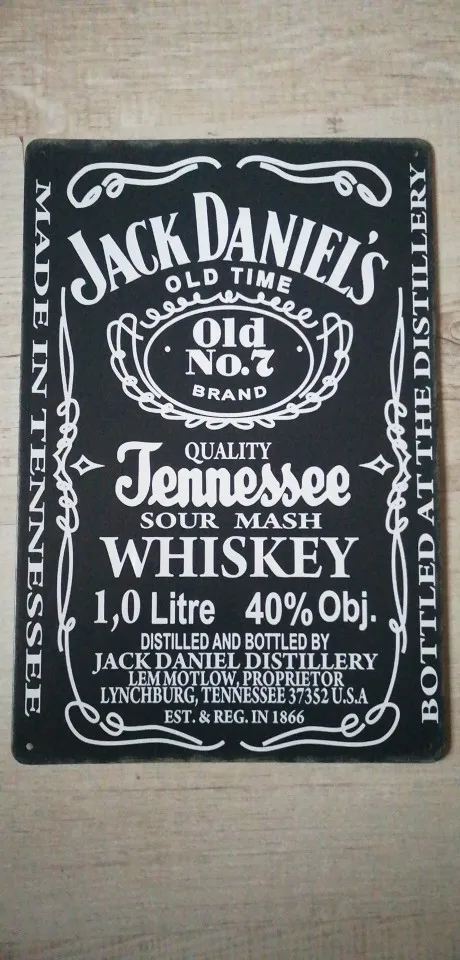 JACK DANIEL'S
OLD TIME
Old
No.7
BRAND
QUALITY
Tennessee
SOUR MASH
WHISKEY
1,0 Litre 40% Obj.
DISTILLED AND BOTTLED BY
JACK DANIEL DISTILLERY
LEM MOTLOW, PROPRIETOR
LYNCHBURG, TENNESSEE 37352 U.S.A
EST. & REG. IN 1866
MADE IN TENNESSEE
BOTTLED AT THE DISTILLERY